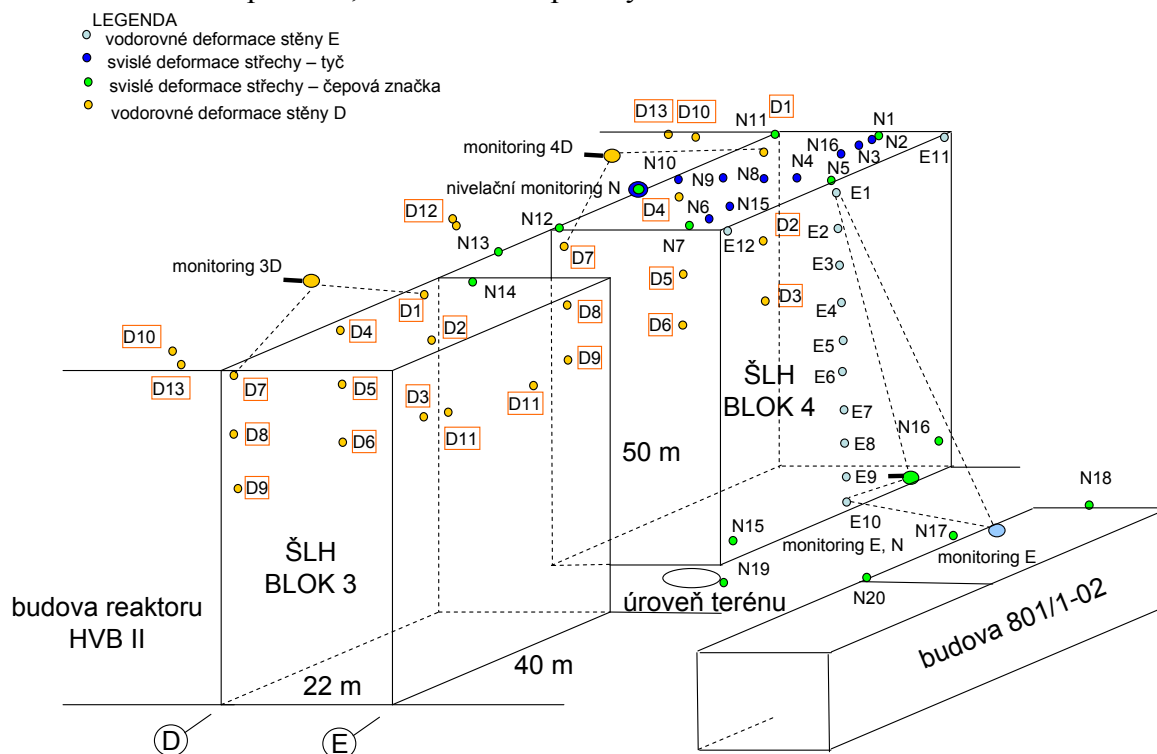 LEGENDA
vodorovné deformace stěny E
svislé deformace střechy – tyč
svislé deformace střechy – čepová značka
vodorovné deformace stěny D
D13
D10
N11
D1
N1
N2
N3
N16
E11
monitoring 4D
N10
N9
N8
N4
N5
E1
nivelační monitoring N
D4
N6
N15
D2
E2
D12
N12
N7
E12
N13
D7
E3
monitoring 3D
D5
N14
D1
D8
D3
E4
D4
D2
D6
E5
D10
D13
D7
D5
D9
ŠLH
BLOK 4
E6
D3
D11
D11
E7
N16
D8
D6
E8
50 m
D9
E9
N18
E10
N15
N17
monitoring E, N
monitoring E
ŠLH
BLOK 3
N19
N20
úroveň terénu
budova reaktoru
HVB II
budova 801/1-02
40 m
22 m
D
E